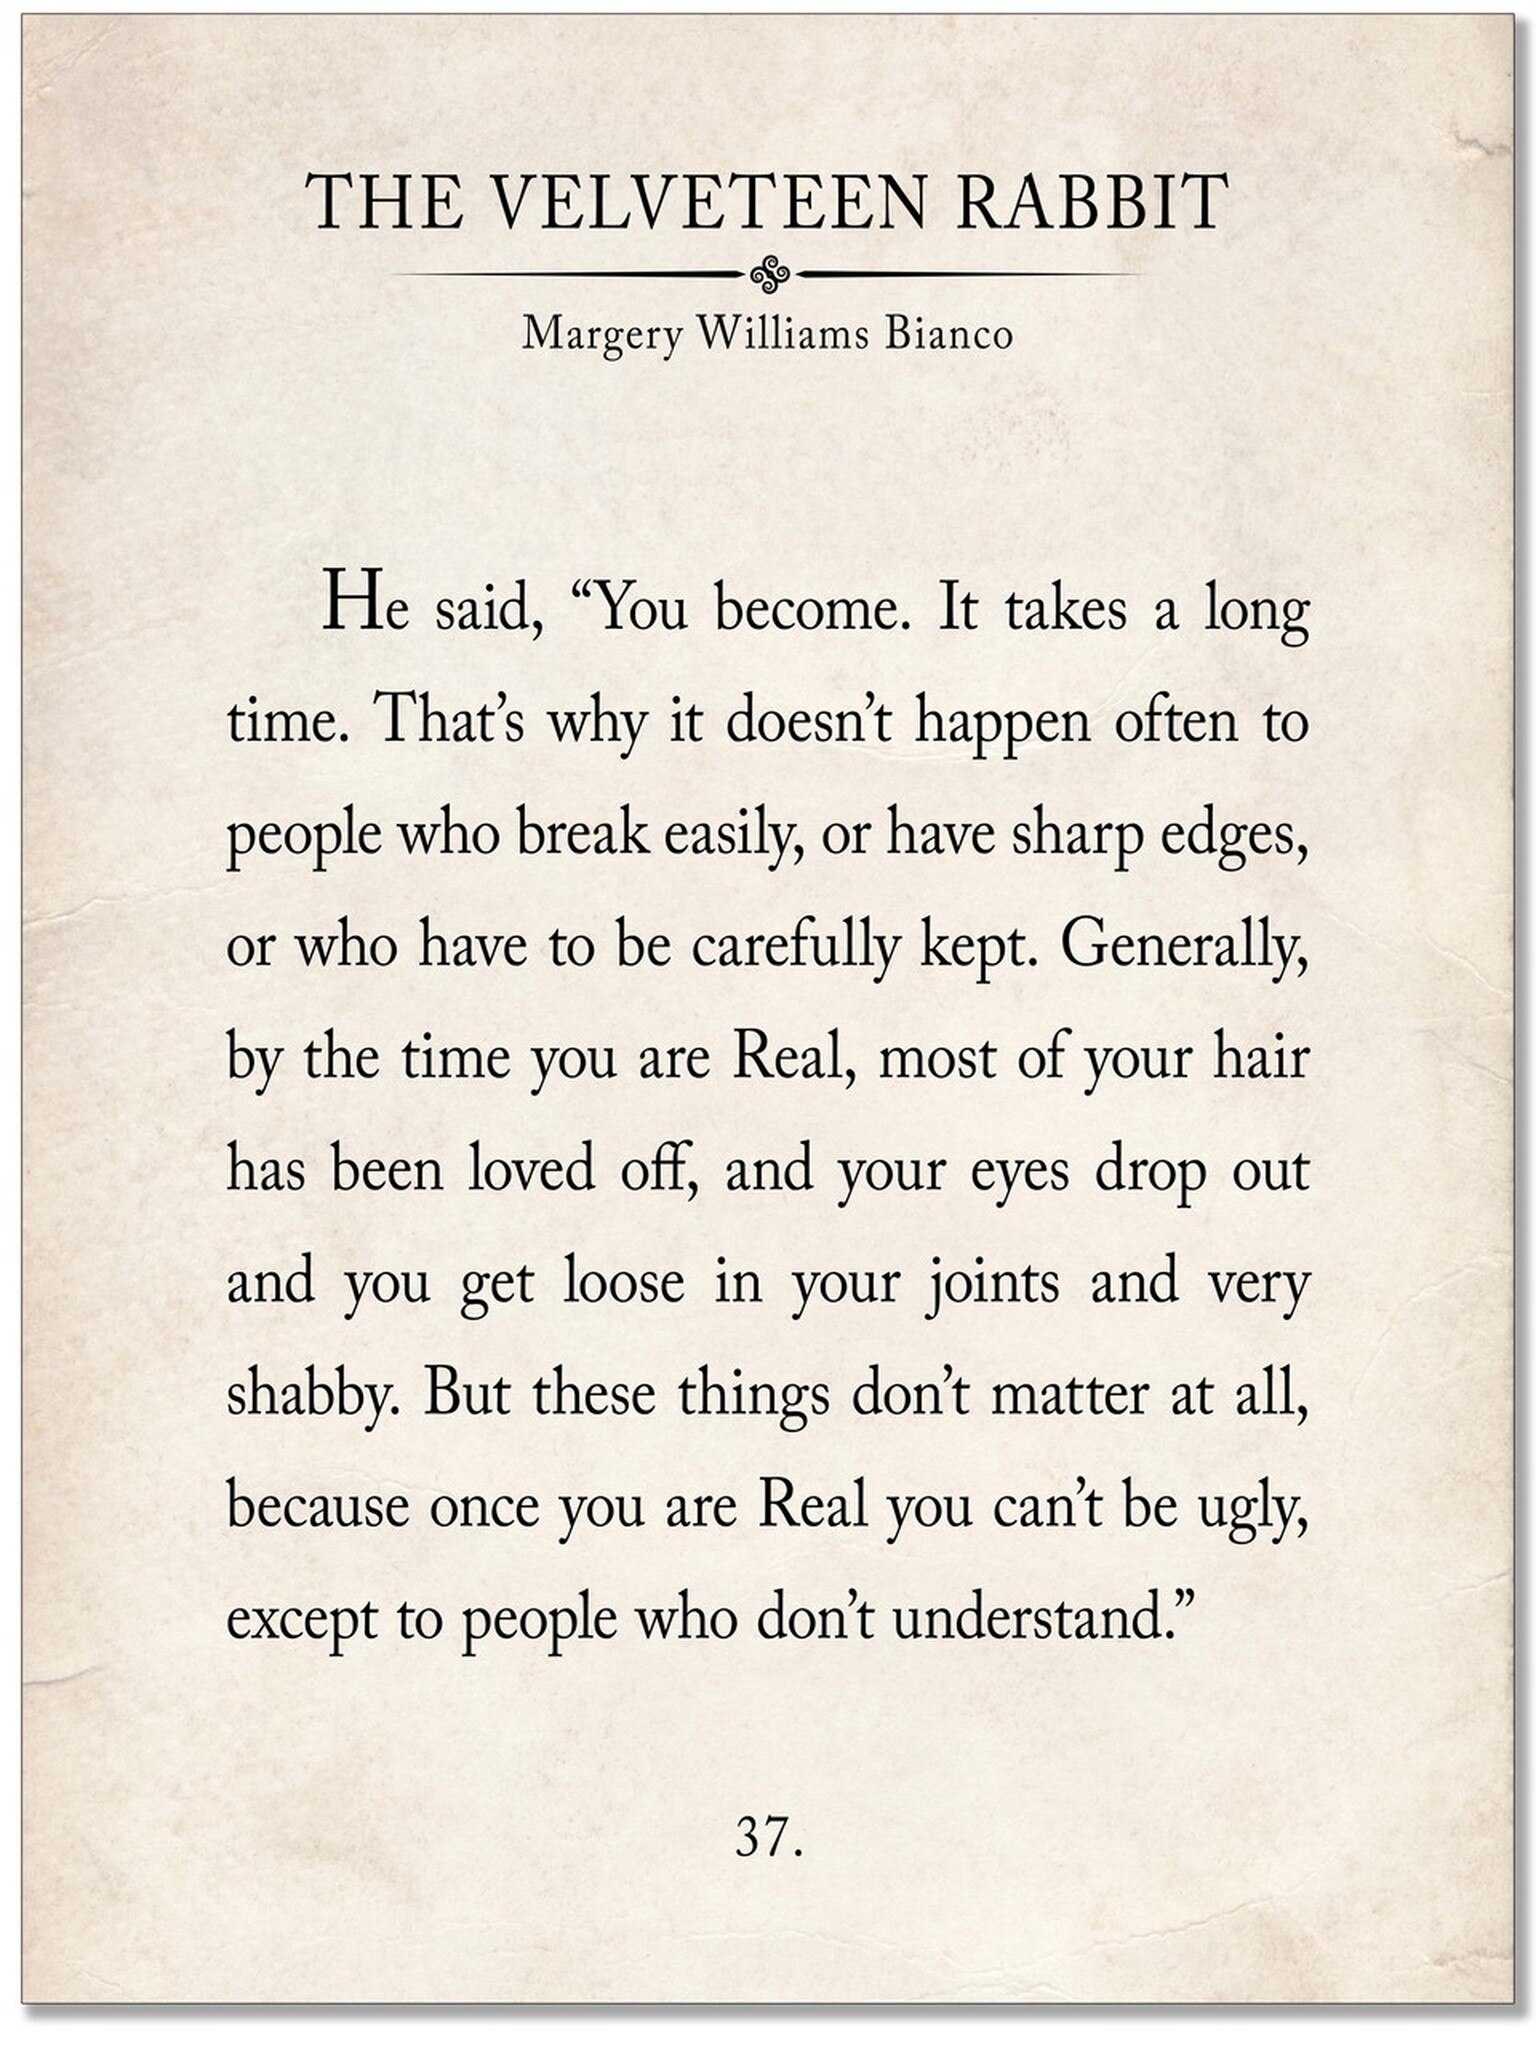 THE VELVETEEN RABBIT
Margery Williams Bianco
He said, “You become. It takes a long
time. That’s why it doesn’t happen often to
people who break easily, or have sharp edges,
or who have to be carefully kept. Generally,
by the time you are Real, most of your hair
has been loved off, and your eyes drop out
and you get loose in your joints and very
shabby. But these things don’t matter at all,
because once you are Real you can’t be ugly,
except to people who don’t understand.”
37.